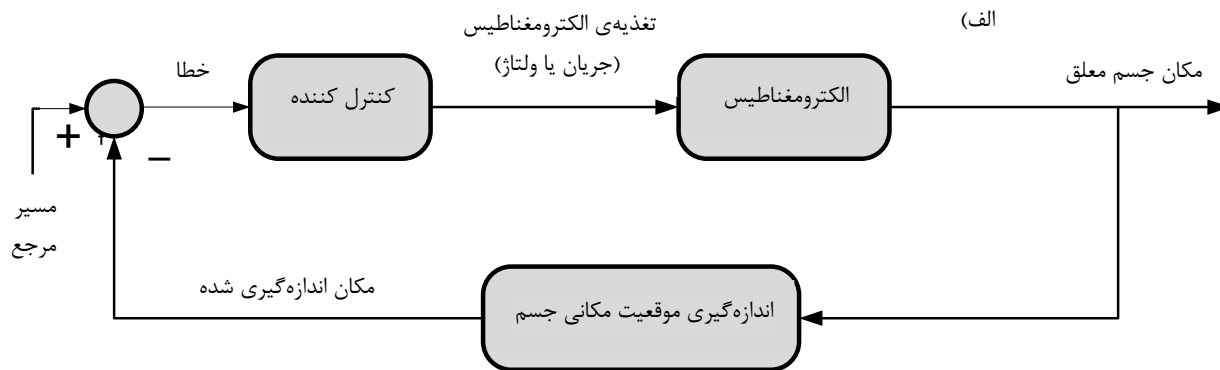 الف)
تغذیه‌ی الکترومغناطیس
(جریان یا ولتاژ)
خطا
کنترل کننده
الکترومغناطیس
مکان جسم معلق
+ +
−
مسیر
مرجع
مکان اندازه‌گیری شده
اندازه‌گیری موقعیت مکانی جسم